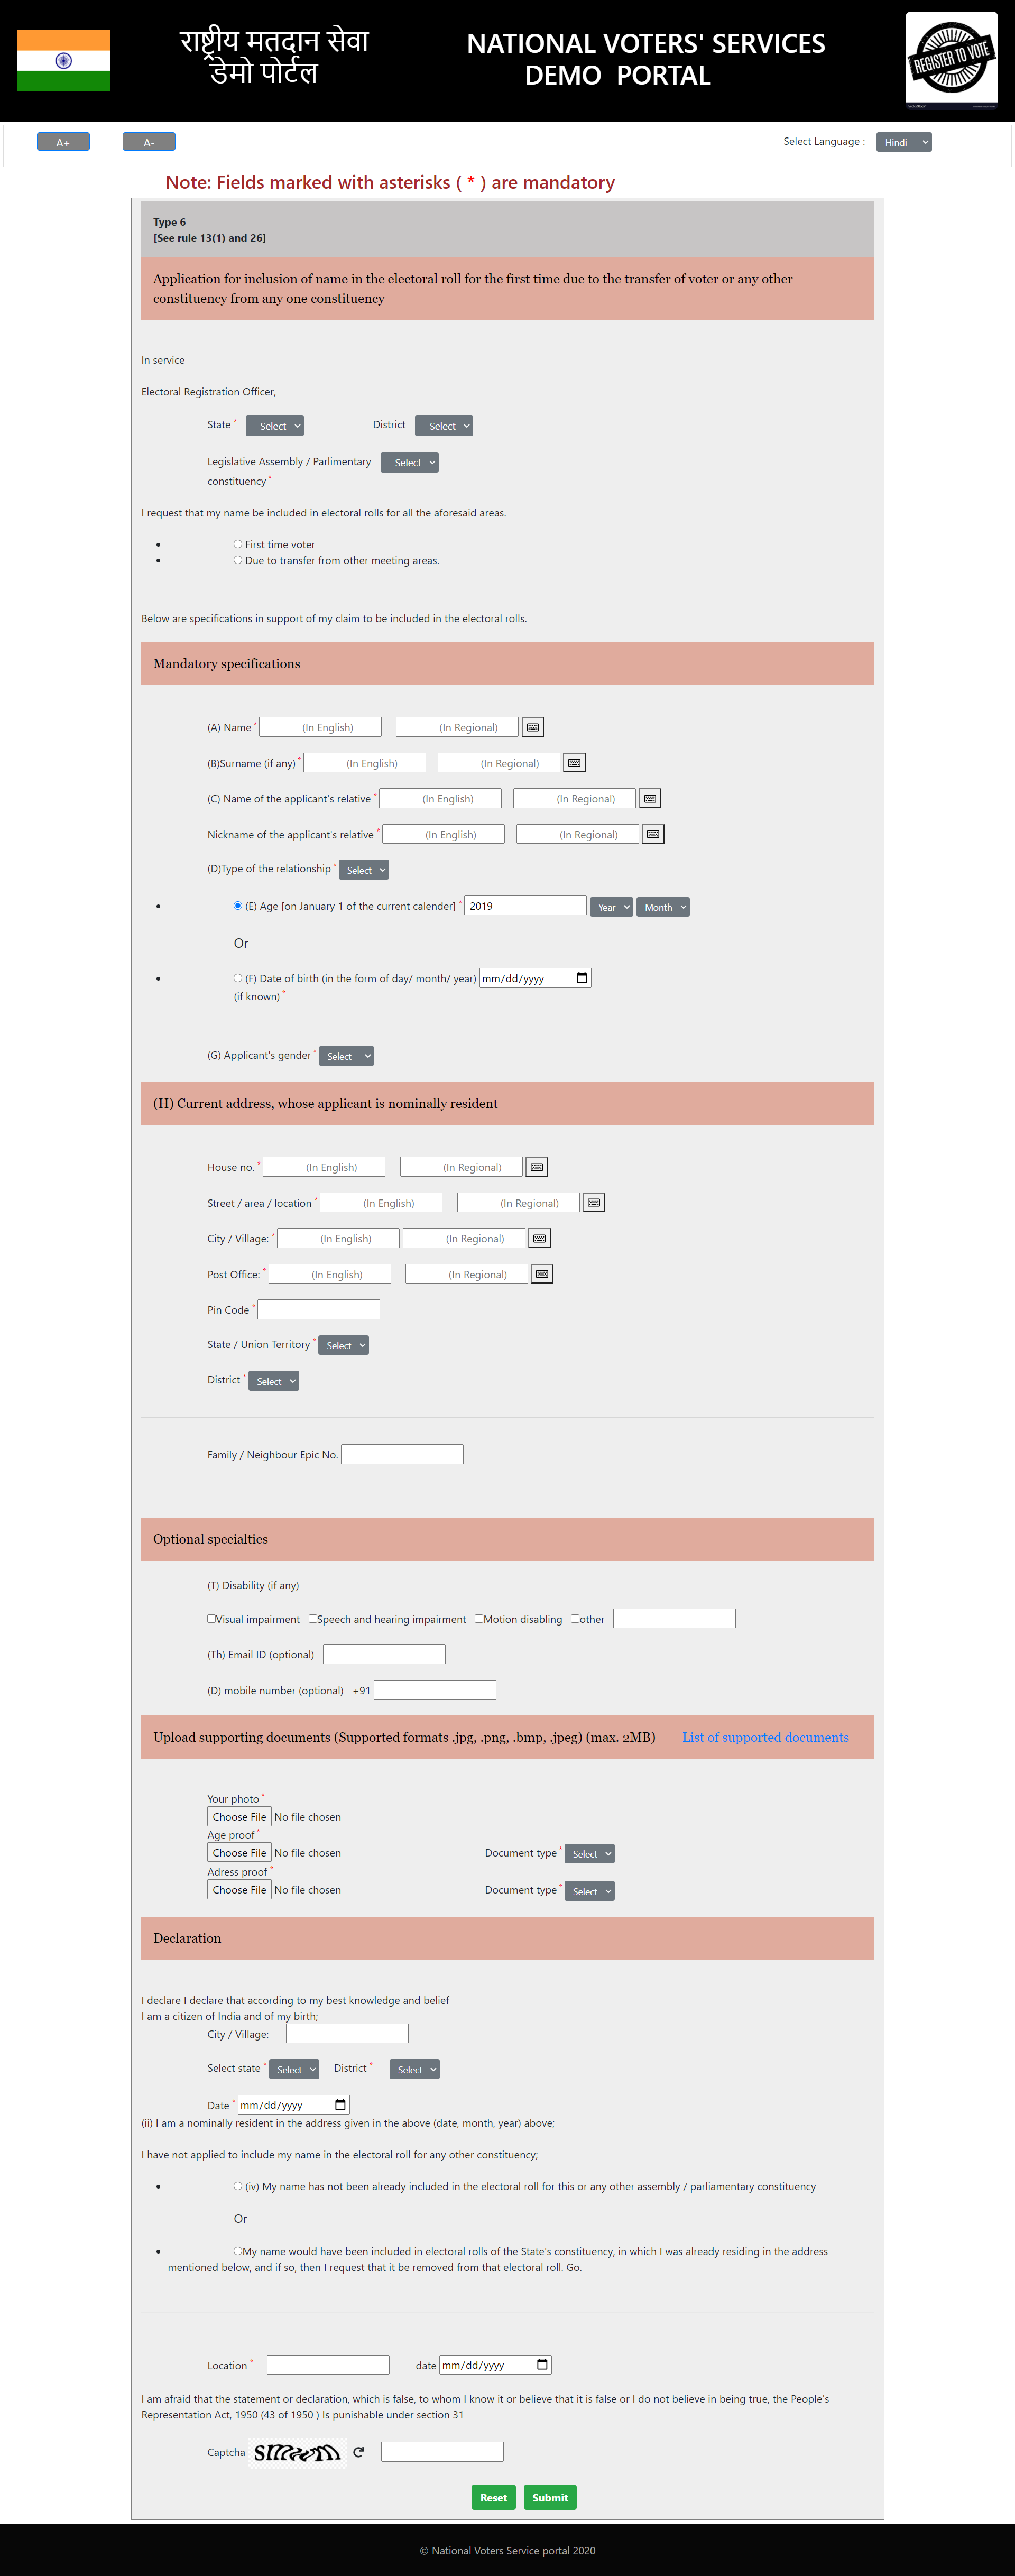 राष्ट्रीय मतदान सेवा
डेमो पोर्टल
NATIONAL VOTERS' SERVICES
DEMO PORTAL
REGISTER TO VOTE
A+ A- Select Language : Hindi
Note: Fields marked with asterisks ( * ) are mandatory
Type 6
[See rule 13(1) and 26]
Application for inclusion of name in the electoral roll for the first time due to the transfer of voter or any other
constituency from any one constituency
In service
Electoral Registration Officer,
State * Select District Select
Legislative Assembly / Parlimentary Select
constituency *
I request that my name be included in electoral rolls for all the aforesaid areas.
First time voter
Due to transfer from other meeting areas.
Below are specifications in support of my claim to be included in the electoral rolls.
Mandatory specifications
(A) Name * (In English) (In Regional)
(B)Surname (if any) * (In English) (In Regional)
(C) Name of the applicant's relative * (In English) (In Regional)
Nickname of the applicant's relative * (In English) (In Regional)
(D)Type of the relationship * Select
(E) Age [on January 1 of the current calender] * 2019 Year Month
Or
(F) Date of birth (in the form of day/ month/ year) mm/dd/yyyy
(if known) *
(G) Applicant's gender * Select
(H) Current address, whose applicant is nominally resident
House no. * (In English) (In Regional)
Street / area / location * (In English) (In Regional)
City / Village: * (In English) (In Regional)
Post Office: * (In English) (In Regional)
Pin Code *
State / Union Territory * Select
District * Select
Family / Neighbour Epic No.
Optional specialties
(T) Disability (if any)
Visual impairment Speech and hearing impairment Motion disabling other
(Th) Email ID (optional)
(D) mobile number (optional) +91
Upload supporting documents (Supported formats .jpg, .png, .bmp, .jpeg) (max. 2MB) List of supported documents
Your photo *
Choose File No file chosen
Age proof *
Choose File No file chosen Document type * Select
Adress proof *
Choose File No file chosen Document type * Select
Declaration
I declare I declare that according to my best knowledge and belief
I am a citizen of India and of my birth;
City / Village:
Select state * Select District * Select
Date * mm/dd/yyyy
(ii) I am a nominally resident in the address given in the above (date, month, year) above;
I have not applied to include my name in the electoral roll for any other constituency;
(iv) My name has not been already included in the electoral roll for this or any other assembly / parliamentary constituency
Or
My name would have been included in electoral rolls of the State's constituency, in which I was already residing in the address
mentioned below, and if so, then I request that it be removed from that electoral roll. Go.
Location * date mm/dd/yyyy
I am afraid that the statement or declaration, which is false, to whom I know it or believe that it is false or I do not believe in being true, the People's
Representation Act, 1950 (43 of 1950 ) Is punishable under section 31
Captcha
Reset Submit
© National Voters Service portal 2020